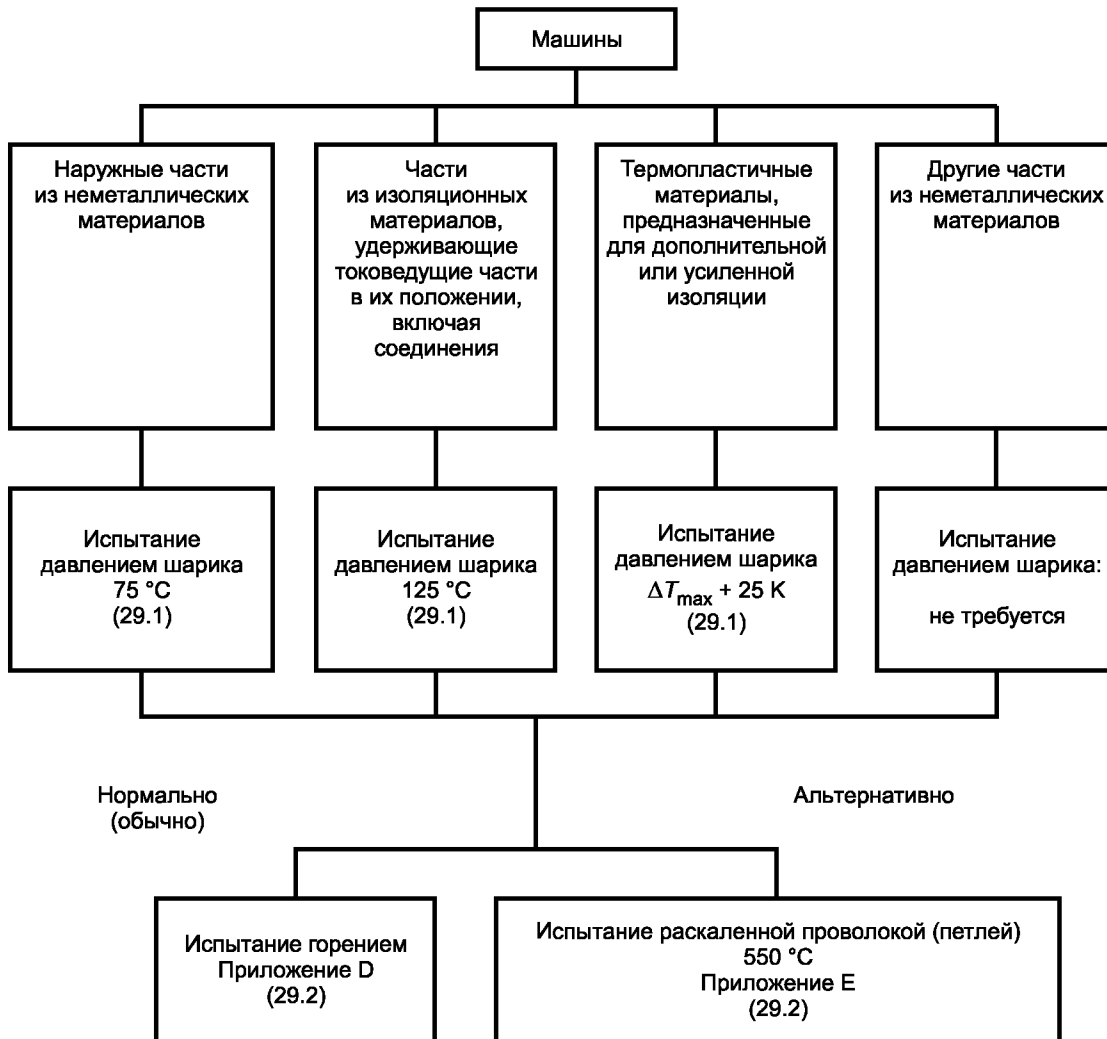 Машины
Наружные части
из неметаллических
материалов
Части
из изоляционных
материалов,
удерживающие
токоведущие части
в их положении,
включая
соединения
Термопластичные
материалы,
предназначенные
для дополнительной
или усиленной
изоляции
Другие части
из неметаллических
материалов
Испытание
давлением шарика
75 °C
(29.1)
Испытание
давлением шарика
125 °C
(29.1)
Испытание
давлением шарика
ΔTmax + 25 K
(29.1)
Испытание
давлением шарика:
не требуется
Нормально
(обычно)
Альтернативно
Испытание горением
Приложение D
(29.2)
Испытание раскаленной проволокой (петлей)
550 °C
Приложение E
(29.2)